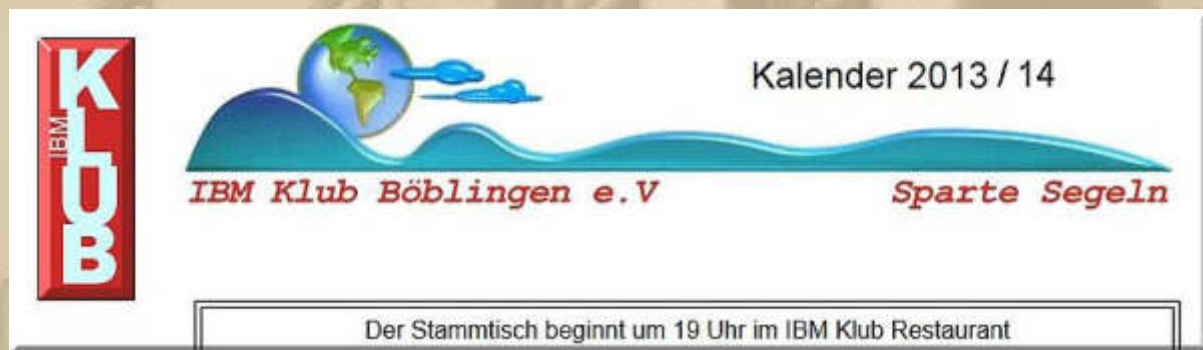 KLUB
IBM
Kalender 2013 / 14
IBM Klub Böblingen e.V
Sparte Segeln
Der Stammtisch beginnt um 19 Uhr im IBM Klub Restaurant